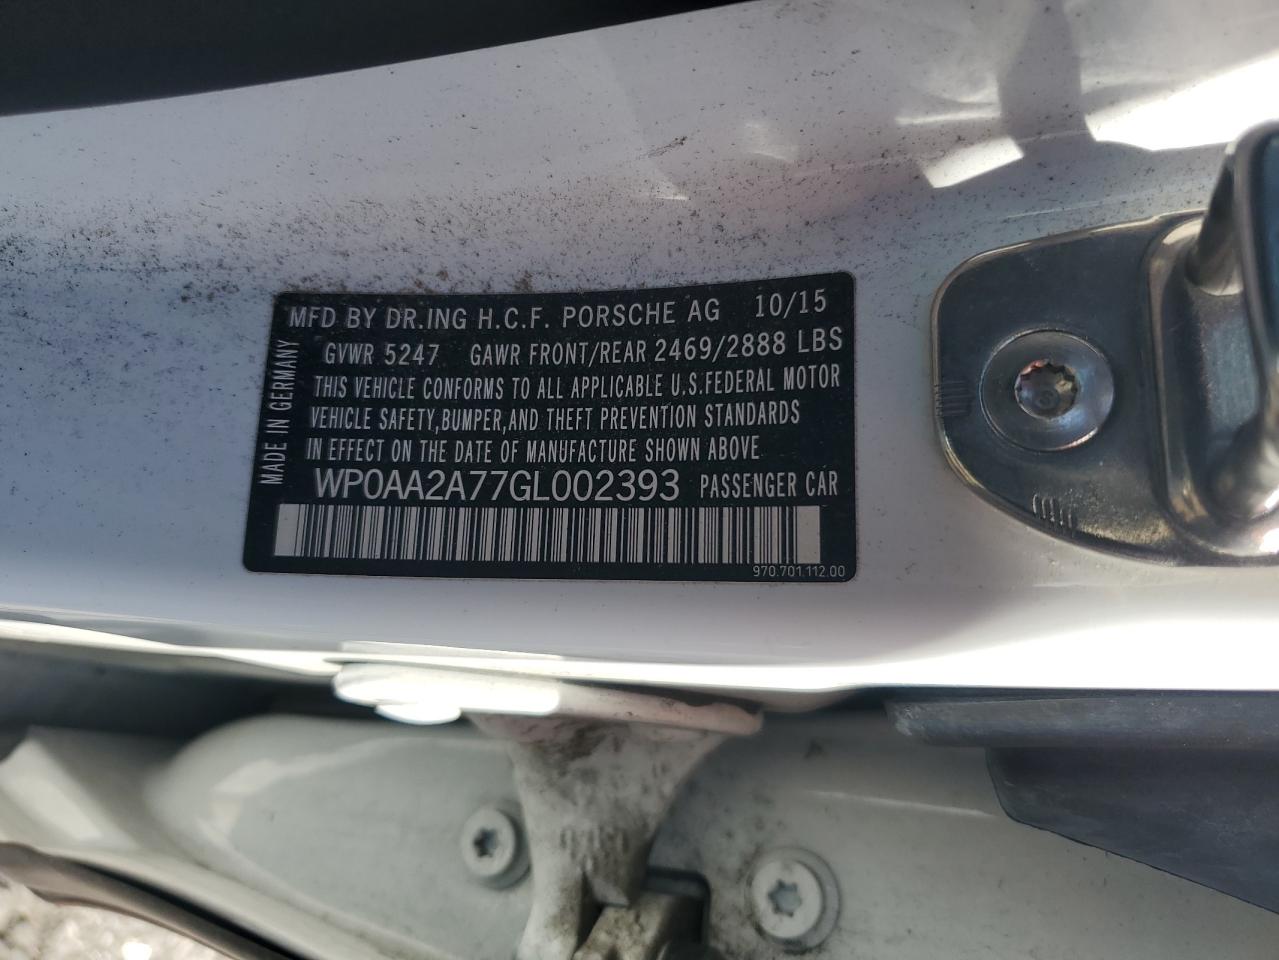 MFD BY DR.ING H.C.F. PORSCHE AG 10/15
GVWR 5247 GAWR FRONT/REAR 2469/2888 LBS
THIS VEHICLE CONFORMS TO ALL APPLICABLE U.S.FEDERAL MOTOR
VEHICLE SAFETY,BUMPER,AND THEFT PREVENTION STANDARDS
IN EFFECT ON THE DATE OF MANUFACTURE SHOWN ABOVE
WP0AA2A77GL002393 PASSENGER CAR
970.701.112.00
MADE IN GERMANY